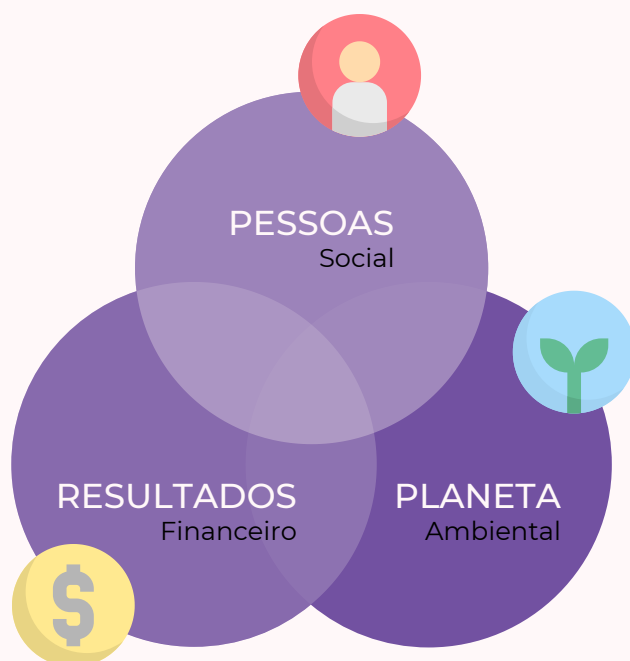 PESSOAS
Social
RESULTADOS
Financeiro
PLANETA
Ambiental
$